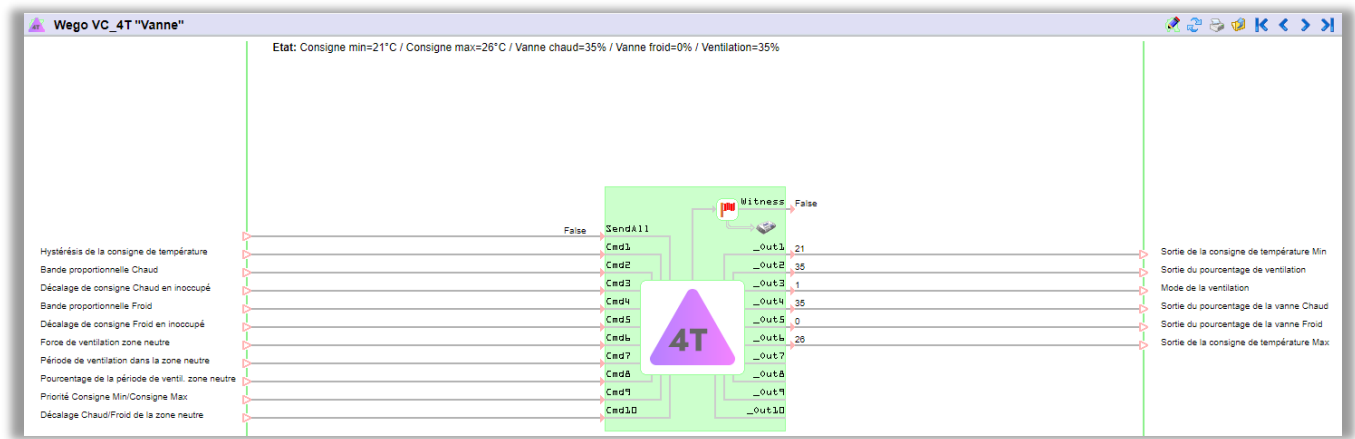 4T Wego VC_4T "Vanne"
Etat: Consigne min=21°C / Consigne max=26°C / Vanne chaud=35% / Vanne froid=0% / Ventilation=35%
Witness False
False SendAll
Hystérésis de la consigne de température Cmd1 _Out1 21 Sortie de la consigne de température Min
Bande proportionnelle Chaud Cmd2 _Out2 35 Sortie du pourcentage de ventilation
Décalage de consigne Chaud en inoccupé Cmd3 _Out3 1 Mode de la ventilation
Bande proportionnelle Froid Cmd4 _Out4 35 Sortie du pourcentage de la vanne Chaud
Décalage de consigne Froid en inoccupé Cmd5 _Out5 0 Sortie du pourcentage de la vanne Froid
Force de ventilation zone neutre Cmd6 4T _Out6 26 Sortie de la consigne de température Max
Période de ventilation dans la zone neutre Cmd7 _Out7
Pourcentage de la période de ventil. zone neutre Cmd8 _Out8
Priorité Consigne Min/Consigne Max Cmd9 _Out9
Décalage Chaud/Froid de la zone neutre Cmd10 _Out10